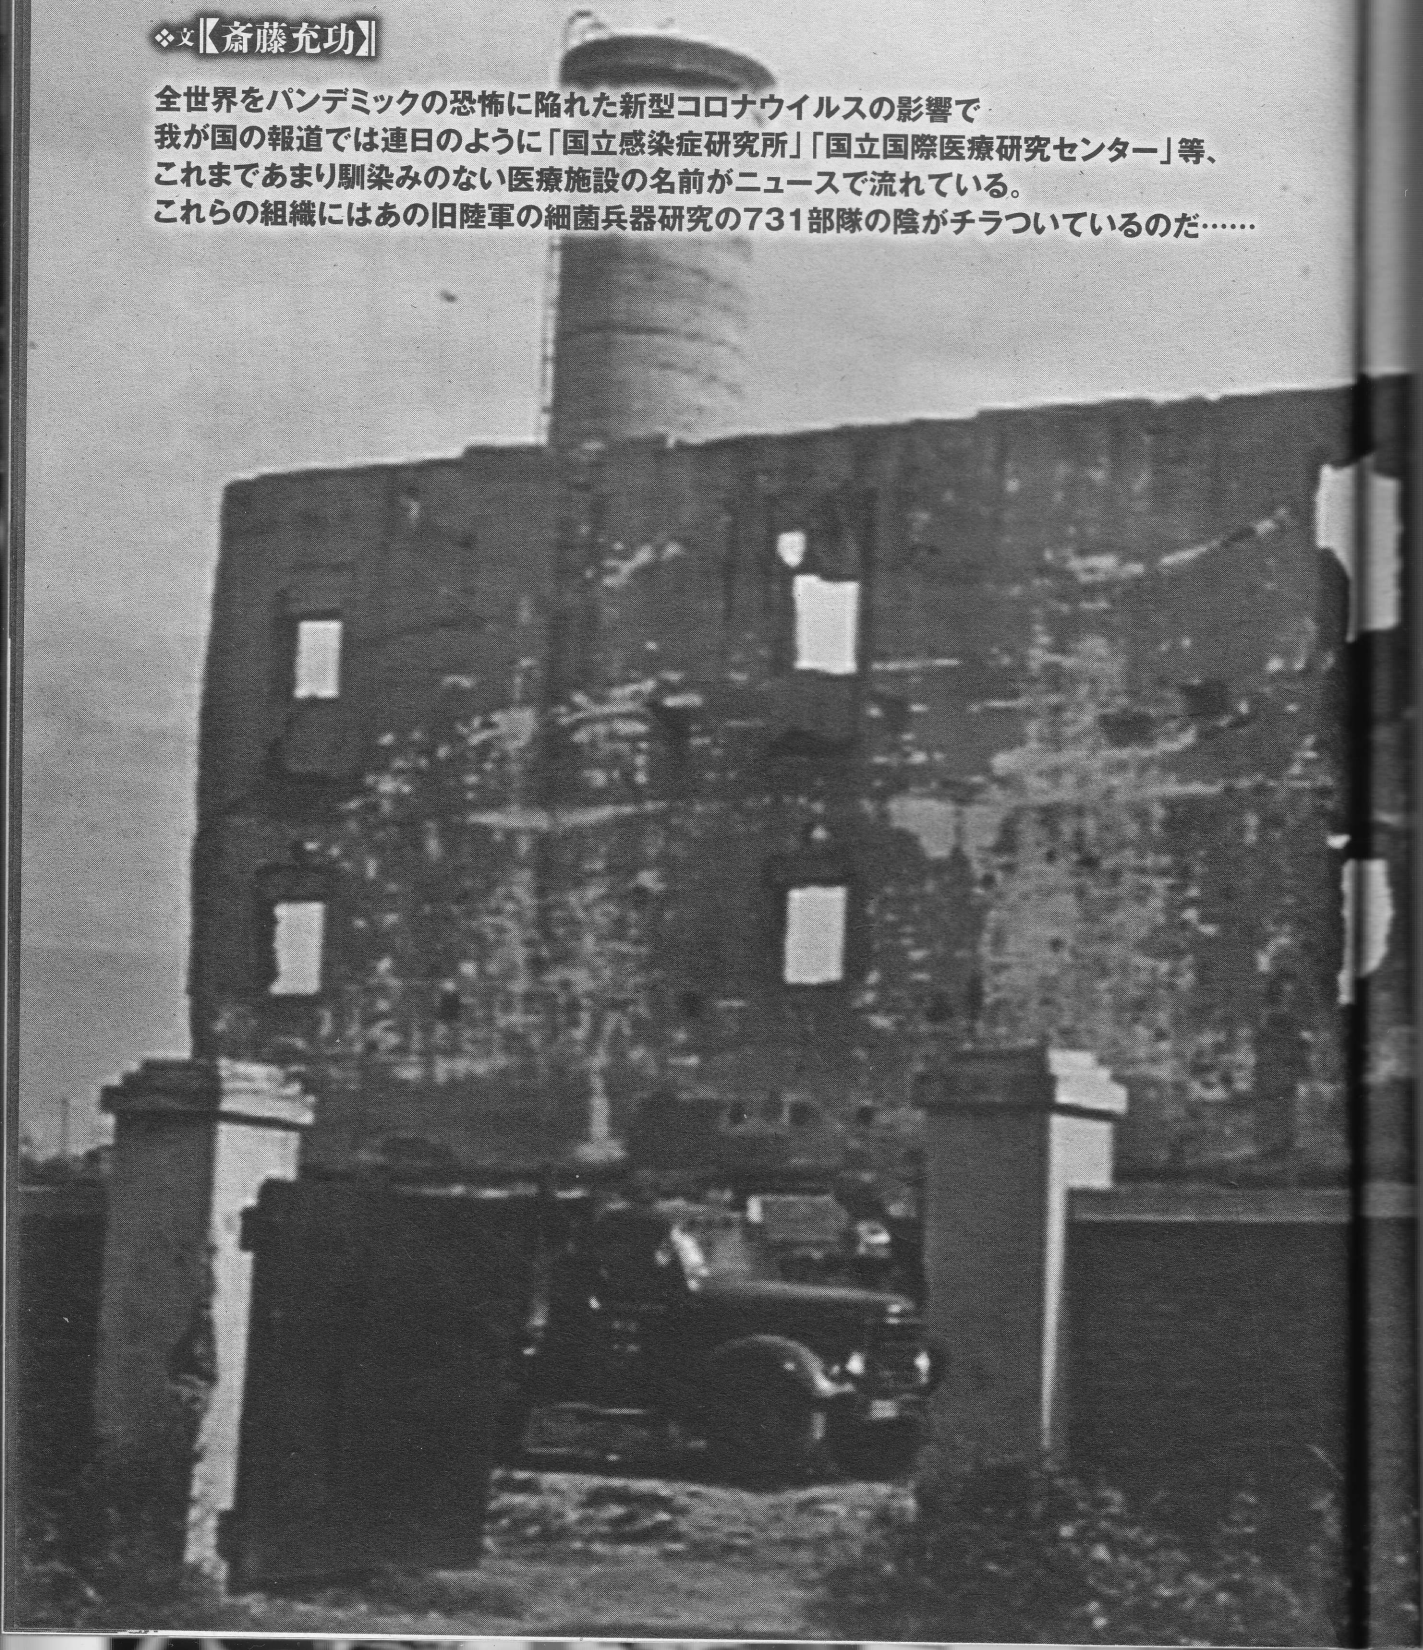 ❖文【斎藤充功】
全世界をパンデミックの恐怖に陥れた新型コロナウイルスの影響で
我が国の報道では連日のように「国立感染症研究所」「国立国際医療研究センター」等、
これまであまり馴染みのない医療施設の名前がニュースで流れている。
これらの組織にはあの旧陸軍の細菌兵器研究の731部隊の陰がチラついているのだ……